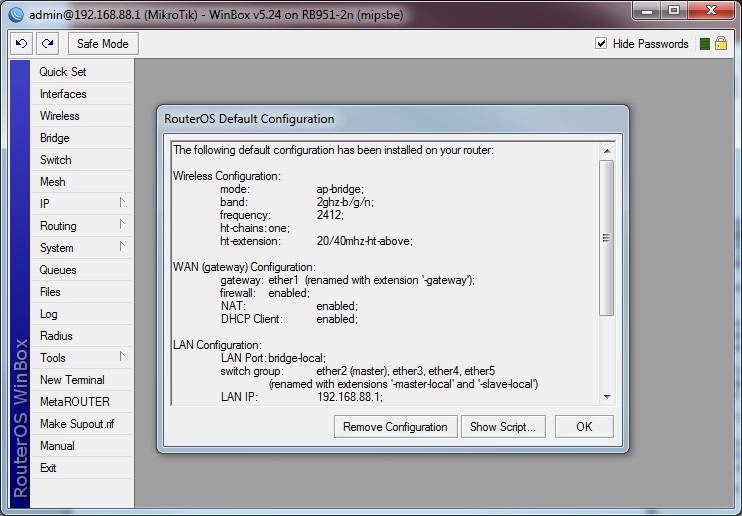 admin@192.168.88.1 (MikroTik) - WinBox v5.24 on RB951-2n (mipsbe)
Safe Mode
Hide Passwords
Quick Set
Interfaces
Wireless
Bridge
Switch
Mesh
IP
Routing
System
Queues
Files
Log
Radius
Tools
New Terminal
MetaROUTER
Make Supout.rif
Manual
Exit
RouterOS WinBox
RouterOS Default Configuration
The following default configuration has been installed on your router:
Wireless Configuration:
mode: ap-bridge;
band: 2ghz-b/g/n;
frequency: 2412;
ht-chains: one;
ht-extension: 20/40mhz-ht-above;
WAN (gateway) Configuration:
gateway: ether1 (renamed with extension '-gateway');
firewall: enabled;
NAT: enabled;
DHCP Client: enabled;
LAN Configuration:
LAN Port: bridge-local;
switch group: ether2 (master), ether3, ether4, ether5
(renamed with extensions '-master-local' and '-slave-local')
LAN IP: 192.168.88.1;
Remove Configuration
Show Script...
OK